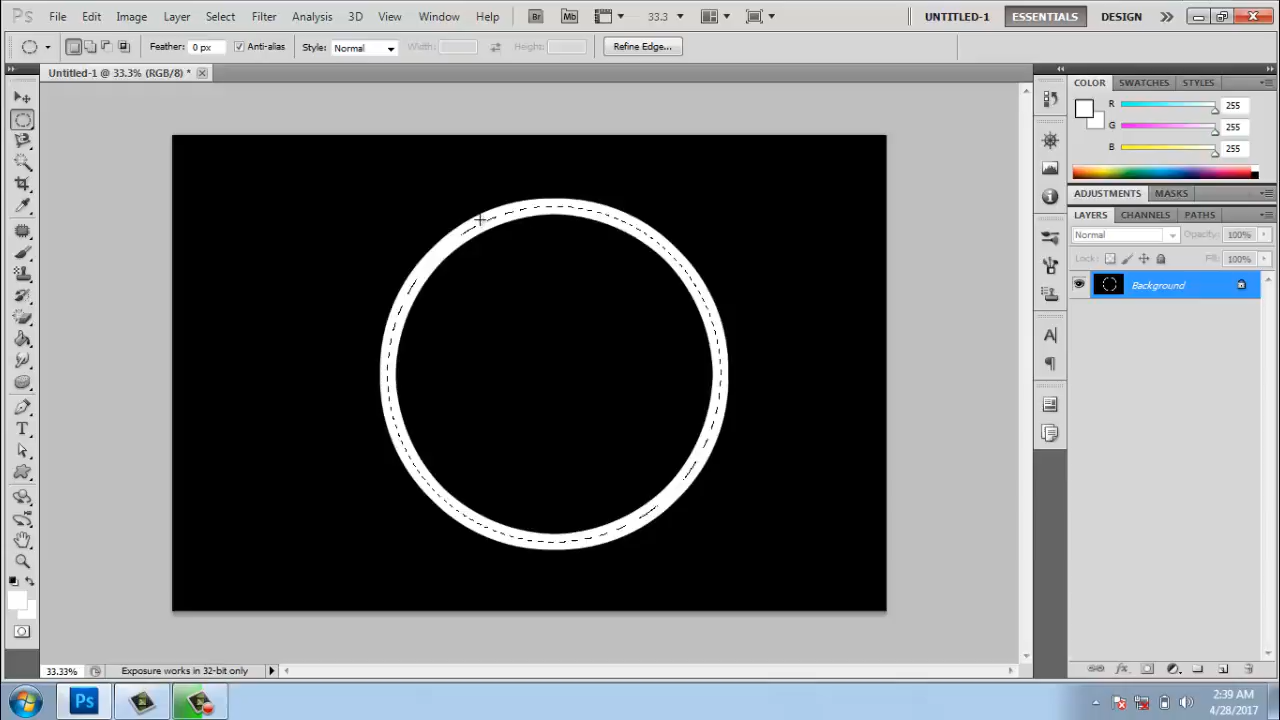 Ps File Edit Image Layer Select Filter Analysis 3D View Window Help Br Mb 33.3 UNTITLED-1 ESSENTIALS DESIGN
Feather: 0 px Anti-alias Style: Normal Width: Height: Refine Edge...
Untitled-1 @ 33.3% (RGB/8) *
COLOR SWATCHES STYLES
R 255
G 255
B 255
ADJUSTMENTS MASKS
LAYERS CHANNELS PATHS
Normal Opacity: 100%
Lock: Fill: 100%
Background
33.33% Exposure works in 32-bit only
Ps
2:39 AM
4/28/2017